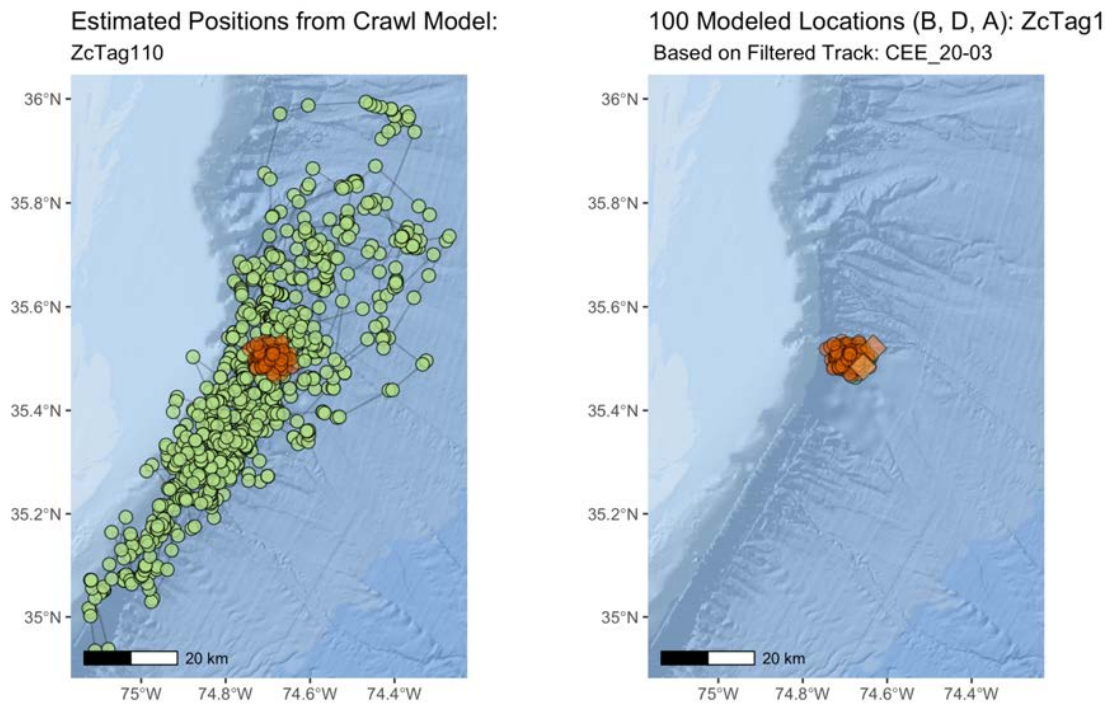 Estimated Positions from Crawl Model:
ZcTag110
36°N
35.8°N
35.6°N
35.4°N
35.2°N
35°N
20 km
75°W
74.8°W
74.6°W
74.4°W
100 Modeled Locations (B, D, A): ZcTag1
Based on Filtered Track: CEE_20-03
36°N
35.8°N
35.6°N
35.4°N
35.2°N
35°N
20 km
75°W
74.8°W
74.6°W
74.4°W